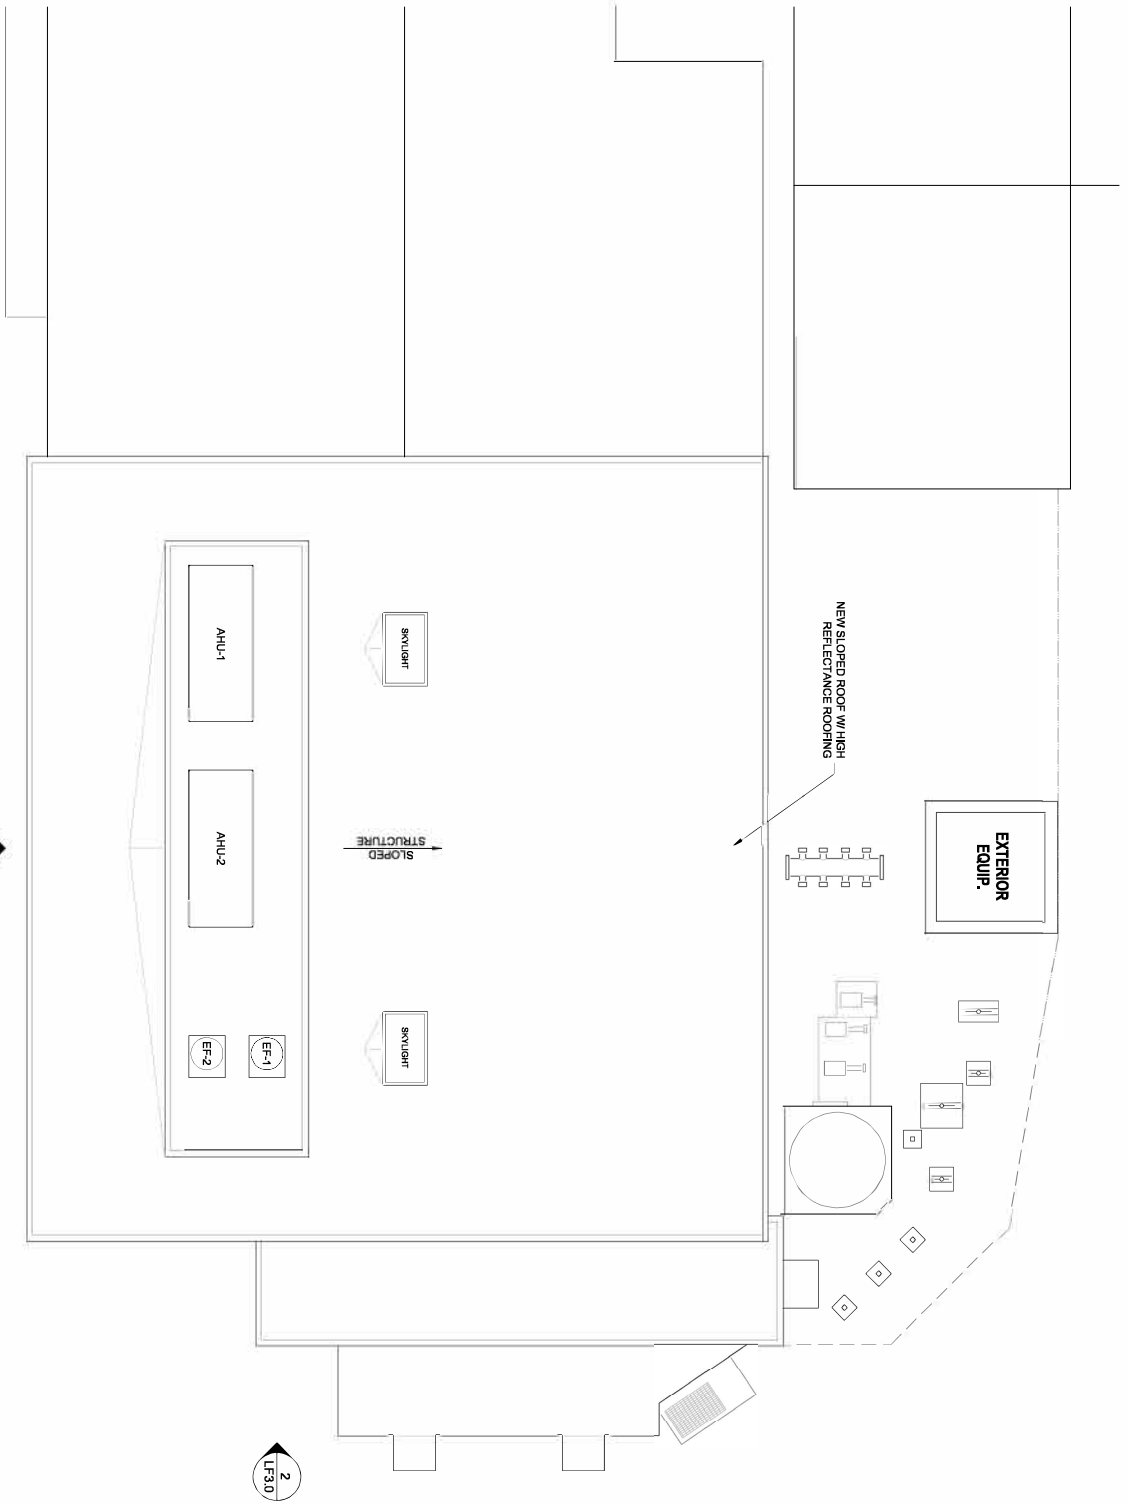 AHU-1
SKYLIGHT
NEW SLOPED ROOF W/ HIGH
REFLECTANCE ROOFING
AHU-2
SLOPED
STRUCTURE
EXTERIOR
EQUIP.
EF-2
EF-1
SKYLIGHT
2
LF3.0